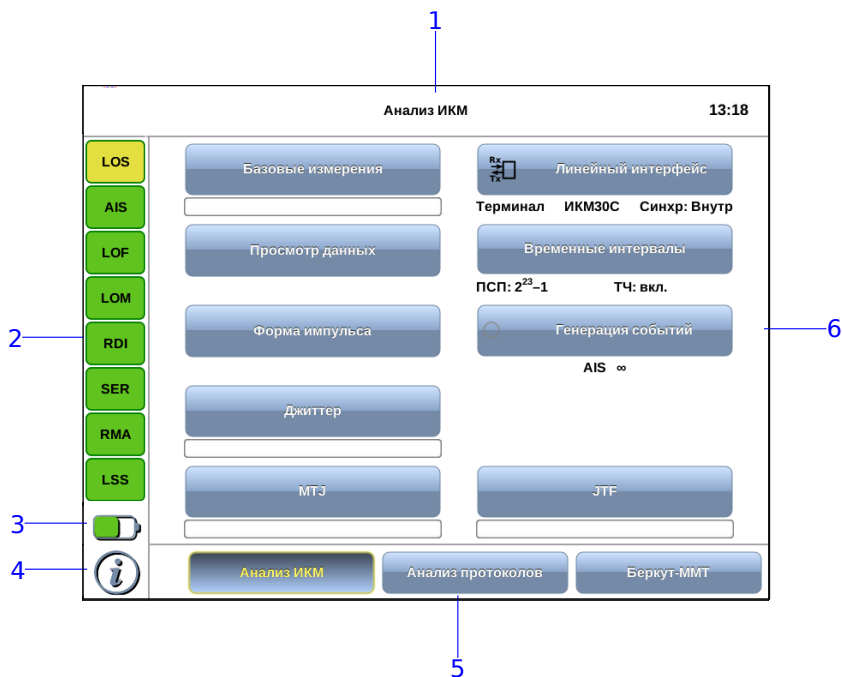 1
Анализ ИКМ 13:18
LOS
AIS
LOF
LOM
RDI
SER
RMA
LSS
2
3
4
Базовые измерения
Просмотр данных
Форма импульса
Джиттер
MTJ
Rx
Tx
Линейный интерфейс
Терминал ИКМ30С Синхр: Внутр
Временные интервалы
ПСП: 2²³–1 ТЧ: вкл.
Генерация событий
AIS ∞
JTF
6
Анализ ИКМ Анализ протоколов Беркут-ММТ
5